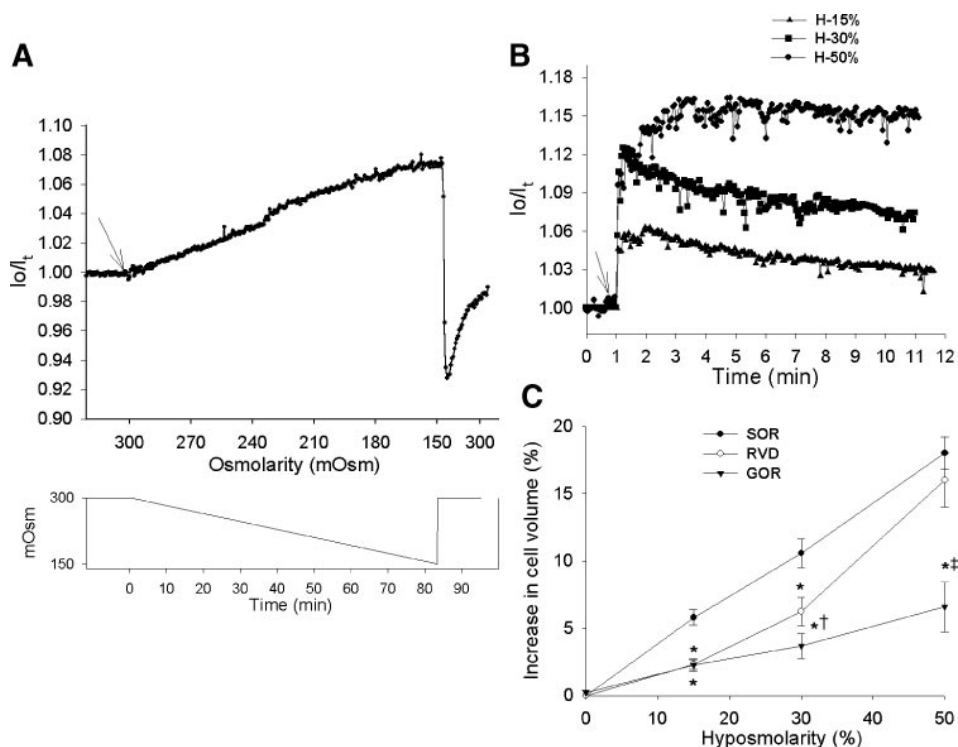 A
Io/It
1.10
1.08
1.06
1.04
1.02
1.00
0.98
0.96
0.94
0.92
0.90
300 270 240 210 180 150 300
Osmolarity (mOsm)
mOsm
300
150
0 10 20 30 40 50 60 70 80 90
Time (min)
B
H-15%
H-30%
H-50%
Io/It
1.18
1.15
1.12
1.09
1.06
1.03
1.00
0 1 2 3 4 5 6 7 8 9 10 11 12
Time (min)
C
SOR
RVD
GOR
Increase in cell volume (%)
20
15
10
5
0
*
*
*
*†
*‡
0 10 20 30 40 50
Hyposmolarity (%)